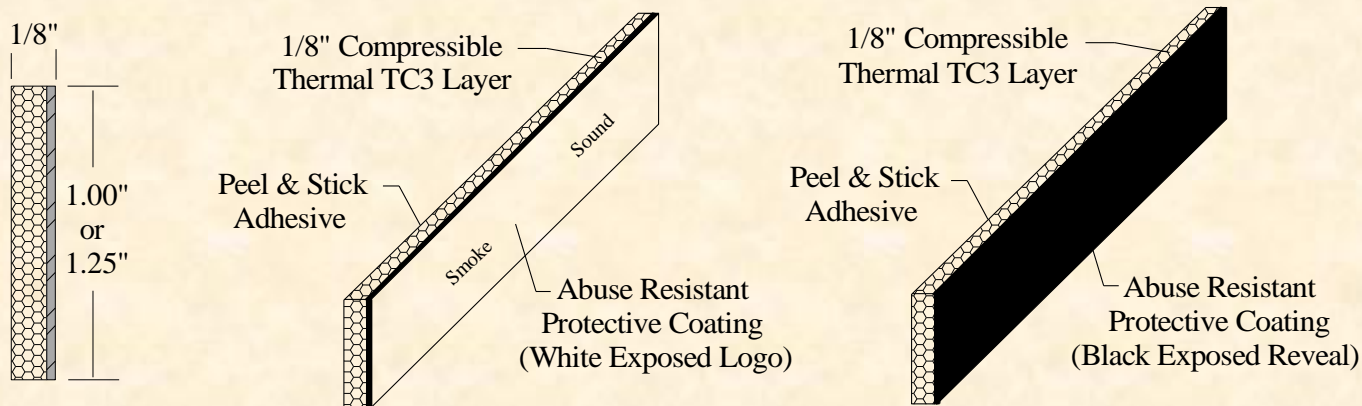 1/8"
1.00"
or
1.25"
1/8" Compressible
Thermal TC3 Layer
Peel & Stick
Adhesive
Sound
Smoke
Abuse Resistant
Protective Coating
(White Exposed Logo)
1/8" Compressible
Thermal TC3 Layer
Peel & Stick
Adhesive
Abuse Resistant
Protective Coating
(Black Exposed Reveal)